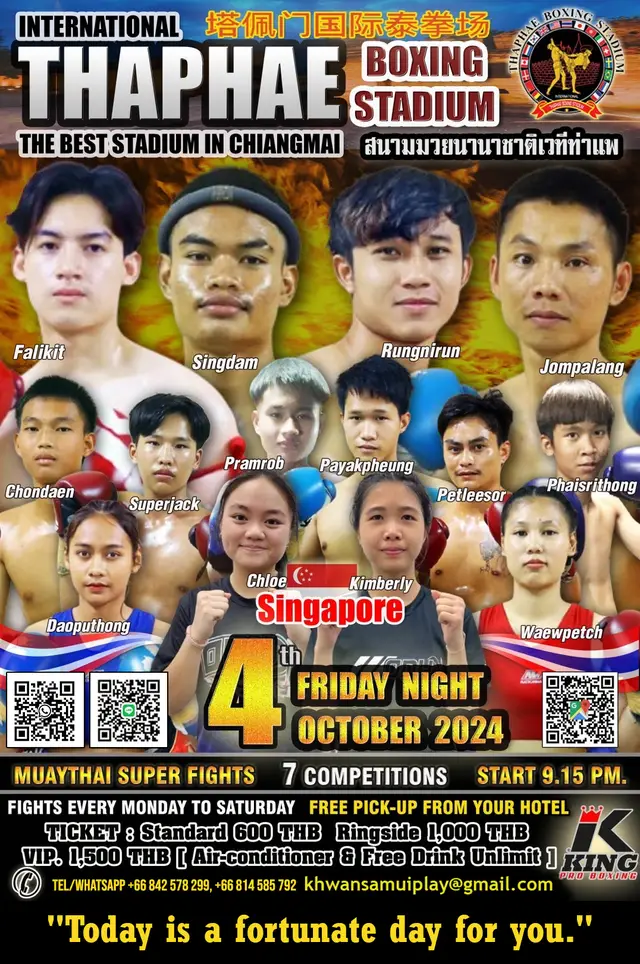 INTERNATIONAL
塔佩门国际泰拳场
THAPHAE
BOXING
STADIUM
THE BEST STADIUM IN CHIANGMAI
สนามมวยนานาชาติเวทีท่าแพ
THAPHAE BOXING STADIUM
INTERNATIONAL
Falikit
Singdam
Rungnirun
Jompalang
Chondaen
Superjack
Pramrob
Payakpheung
Petleesor
Phaisrithong
Daoputhong
Chloe
Kimberly
Singapore
Waewpetch
4th
FRIDAY NIGHT
OCTOBER 2024
MUAYTHAI SUPER FIGHTS 7 COMPETITIONS START 9.15 PM.
FIGHTS EVERY MONDAY TO SATURDAY FREE PICK-UP FROM YOUR HOTEL
TICKET : Standard 600 THB Ringside 1,000 THB
VIP. 1,500 THB [ Air-conditioner & Free Drink Unlimit ]
K
KING
PRO BOXING
TEL/WHATSAPP +66 842 578 299, +66 814 585 792 khwansamuiplay@gmail.com
"Today is a fortunate day for you."